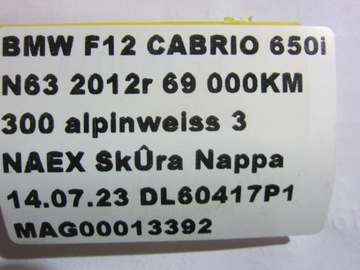 BMW F12 CABRIO 650i
N63 2012r 69 000KM
300 alpinweiss 3
NAEX SkÛra Nappa
14.07.23 DL60417P1
MAG00013392